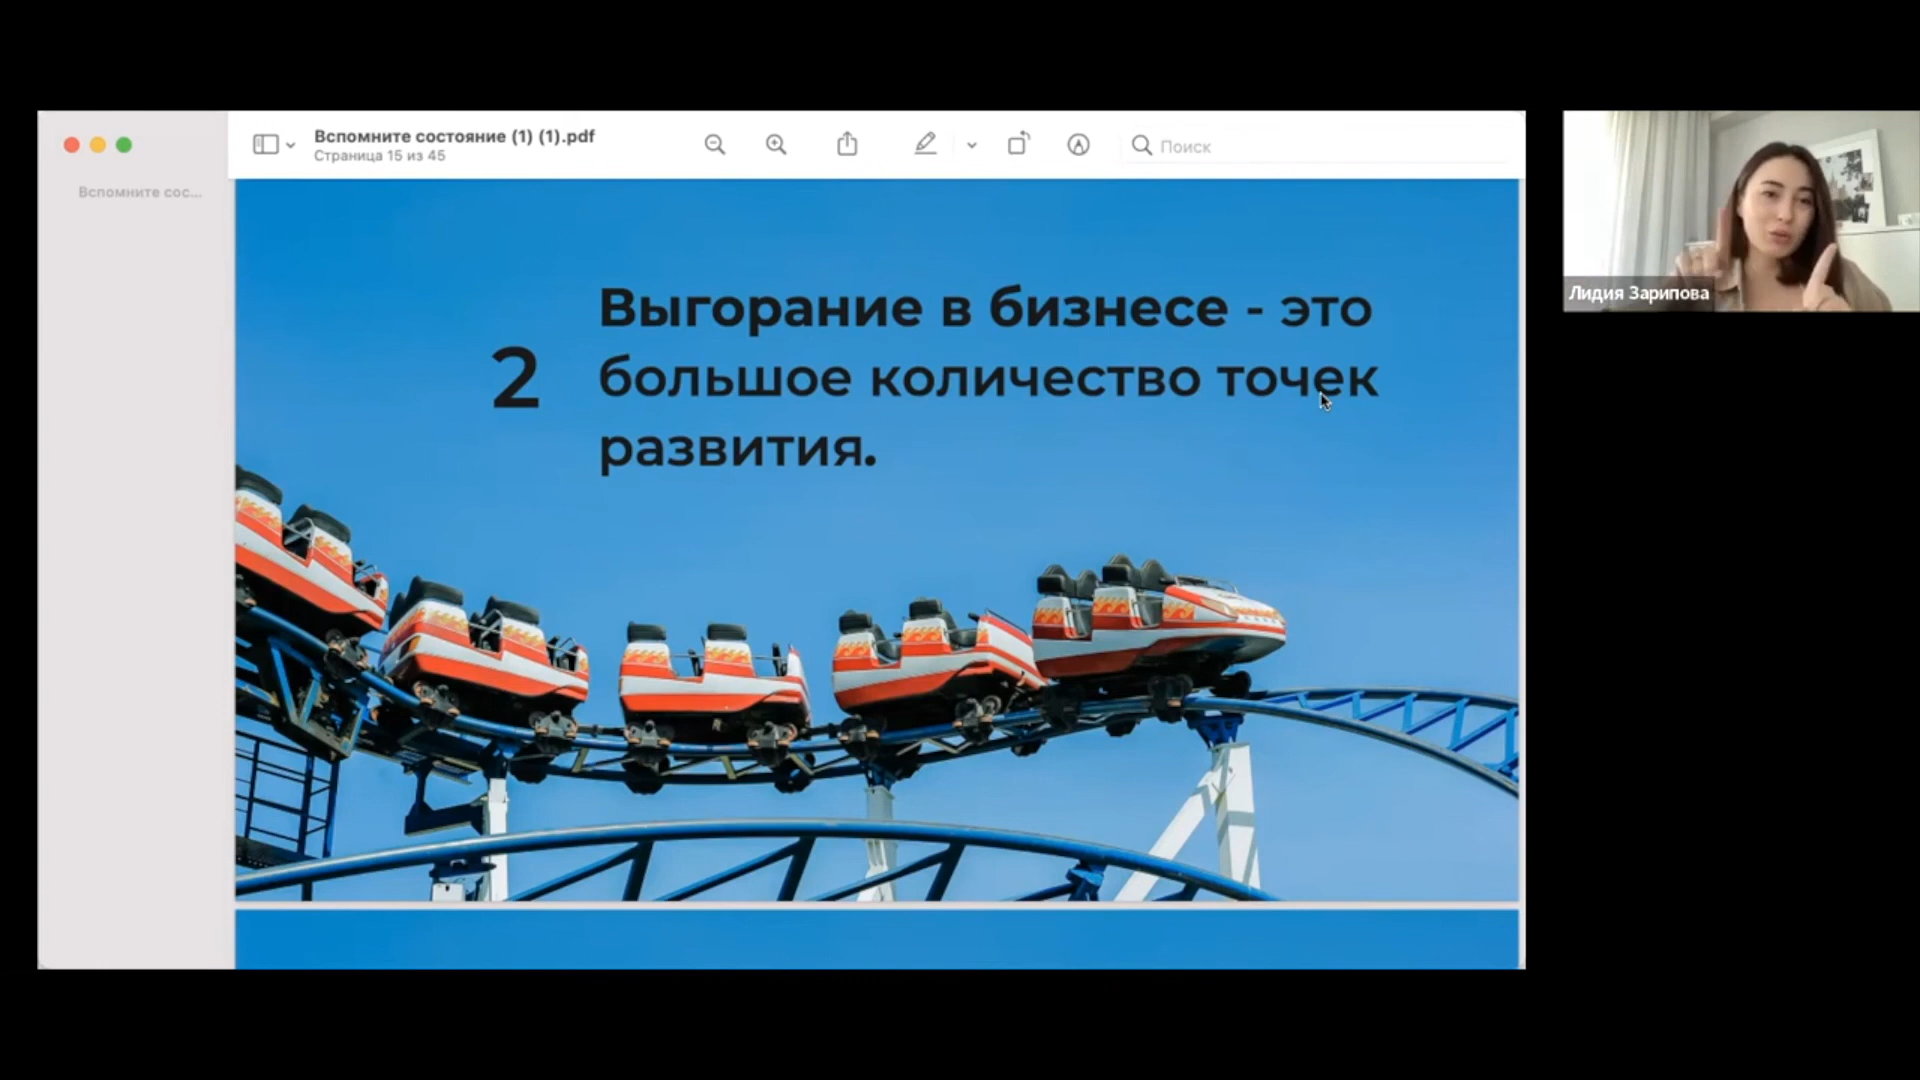 Вспомните состояние (1) (1).pdf
Страница 15 из 45
Поиск
Вспомните сос...
Выгорание в бизнесе - это
2
большое количество точек
развития.
Лидия Зарипова